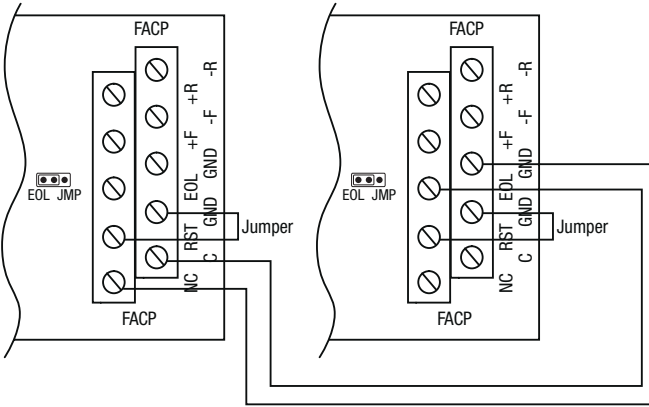 FACP
-R
+R
-F
+F
GND
EOL
GND
RST
C
NC
EOL JMP
Jumper
FACP
FACP
-R
+R
-F
+F
GND
EOL
GND
RST
C
NC
EOL JMP
Jumper
FACP